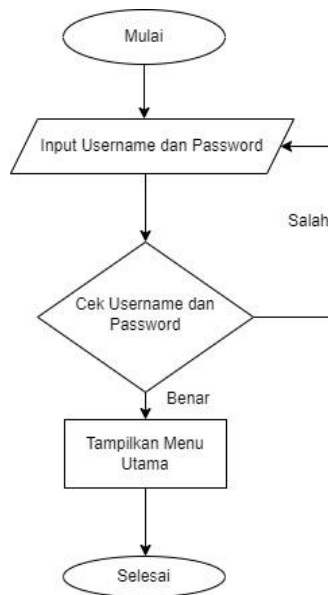 Mulai
Input Username dan Password
Salah
Cek Username dan
Password
Benar
Tampilkan Menu
Utama
Selesai